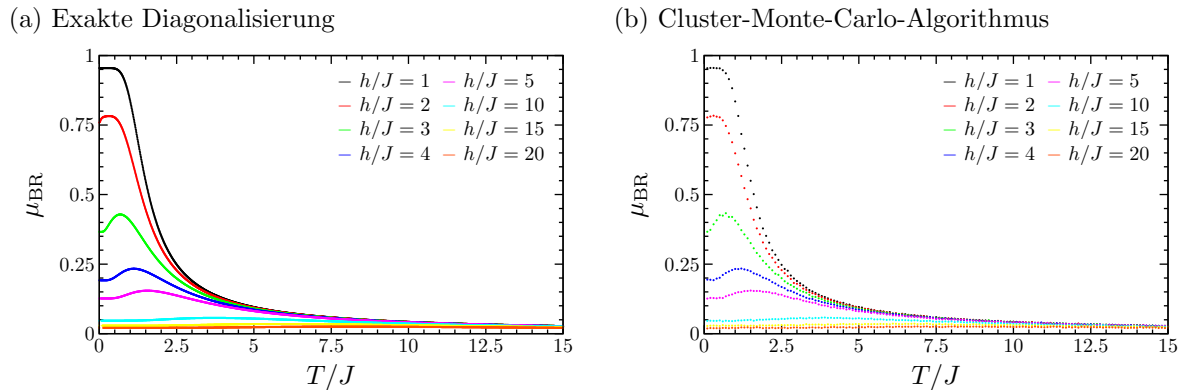 (a) Exakte Diagonalisierung
1
0.75
0.5
0.25
0
μBR
h/J = 1 h/J = 5
h/J = 2 h/J = 10
h/J = 3 h/J = 15
h/J = 4 h/J = 20
0 2.5 5 7.5 10 12.5 15
T/J
(b) Cluster-Monte-Carlo-Algorithmus
1
0.75
0.5
0.25
0
μBR
h/J = 1 h/J = 5
h/J = 2 h/J = 10
h/J = 3 h/J = 15
h/J = 4 h/J = 20
0 2.5 5 7.5 10 12.5 15
T/J